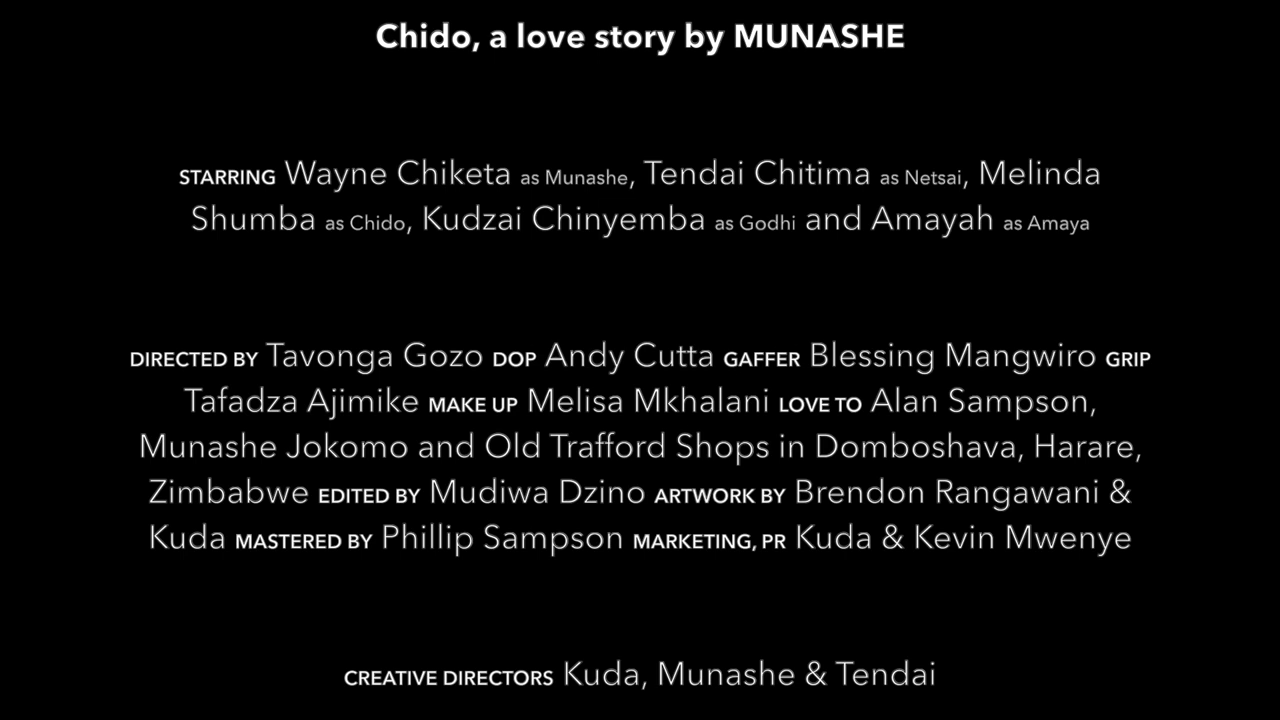 Chido, a love story by MUNASHE
STARRING Wayne Chiketa as Munashe, Tendai Chitima as Netsai, Melinda
Shumba as Chido, Kudzai Chinyemba as Godhi and Amayah as Amaya
DIRECTED BY Tavonga Gozo DOP Andy Cutta GAFFER Blessing Mangwiro GRIP
Tafadza Ajimike MAKE UP Melisa Mkhalani LOVE TO Alan Sampson,
Munashe Jokomo and Old Trafford Shops in Domboshava, Harare,
Zimbabwe EDITED BY Mudiwa Dzino ARTWORK BY Brendon Rangawani &
Kuda MASTERED BY Phillip Sampson MARKETING, PR Kuda & Kevin Mwenye
CREATIVE DIRECTORS Kuda, Munashe & Tendai